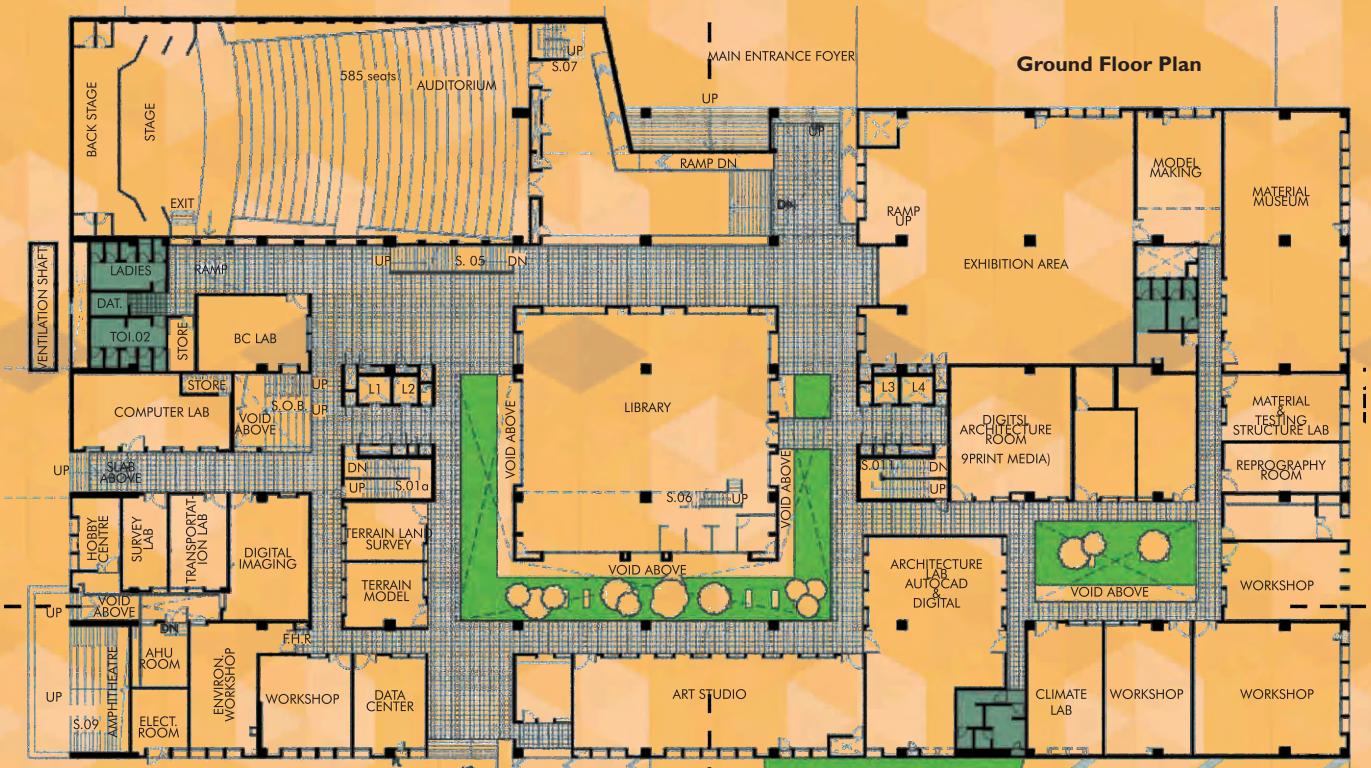 Ground Floor Plan
MAIN ENTRANCE FOYER
UP
S.07
585 seats
AUDITORIUM
BACK STAGE
STAGE
EXIT
UP
UP
RAMP DN
DN
RAMP
UP
MODEL
MAKING
MATERIAL
MUSEUM
EXHIBITION AREA
VENTILATION SHAFT
LADIES
DAT.
TOI.02
RAMP
UP
S. 05
DN
STORE
BC LAB
STORE
COMPUTER LAB
VOID
ABOVE
S.O.B.
UP
UP
L1
L2
VOID ABOVE
LIBRARY
S.06
UP
VOID ABOVE
VOID ABOVE
L3
L4
DIGITSL
ARCHITECTURE
ROOM
9PRINT MEDIA)
MATERIAL
&
TESTING
STRUCTURE LAB
REPROGRAPHY
ROOM
UP
SLAB
ABOVE
DN
UP
S.01a
S.011
DN
UP
HOBBY
CENTRE
SURVEY
LAB
TRANSPORTAT-
ION LAB
DIGITAL
IMAGING
TERRAIN LAND
SURVEY
TERRAIN
MODEL
ARCHITECTURE
LAB
AUTOCAD
&
DIGITAL
VOID ABOVE
WORKSHOP
UP
VOID
ABOVE
DN
F.H.R
UP
S.09
AMPHITHEATRE
AHU
ROOM
ELECT.
ROOM
ENVIRON.
WORKSHOP
WORKSHOP
DATA
CENTER
ART STUDIO
CLIMATE
LAB
WORKSHOP
WORKSHOP